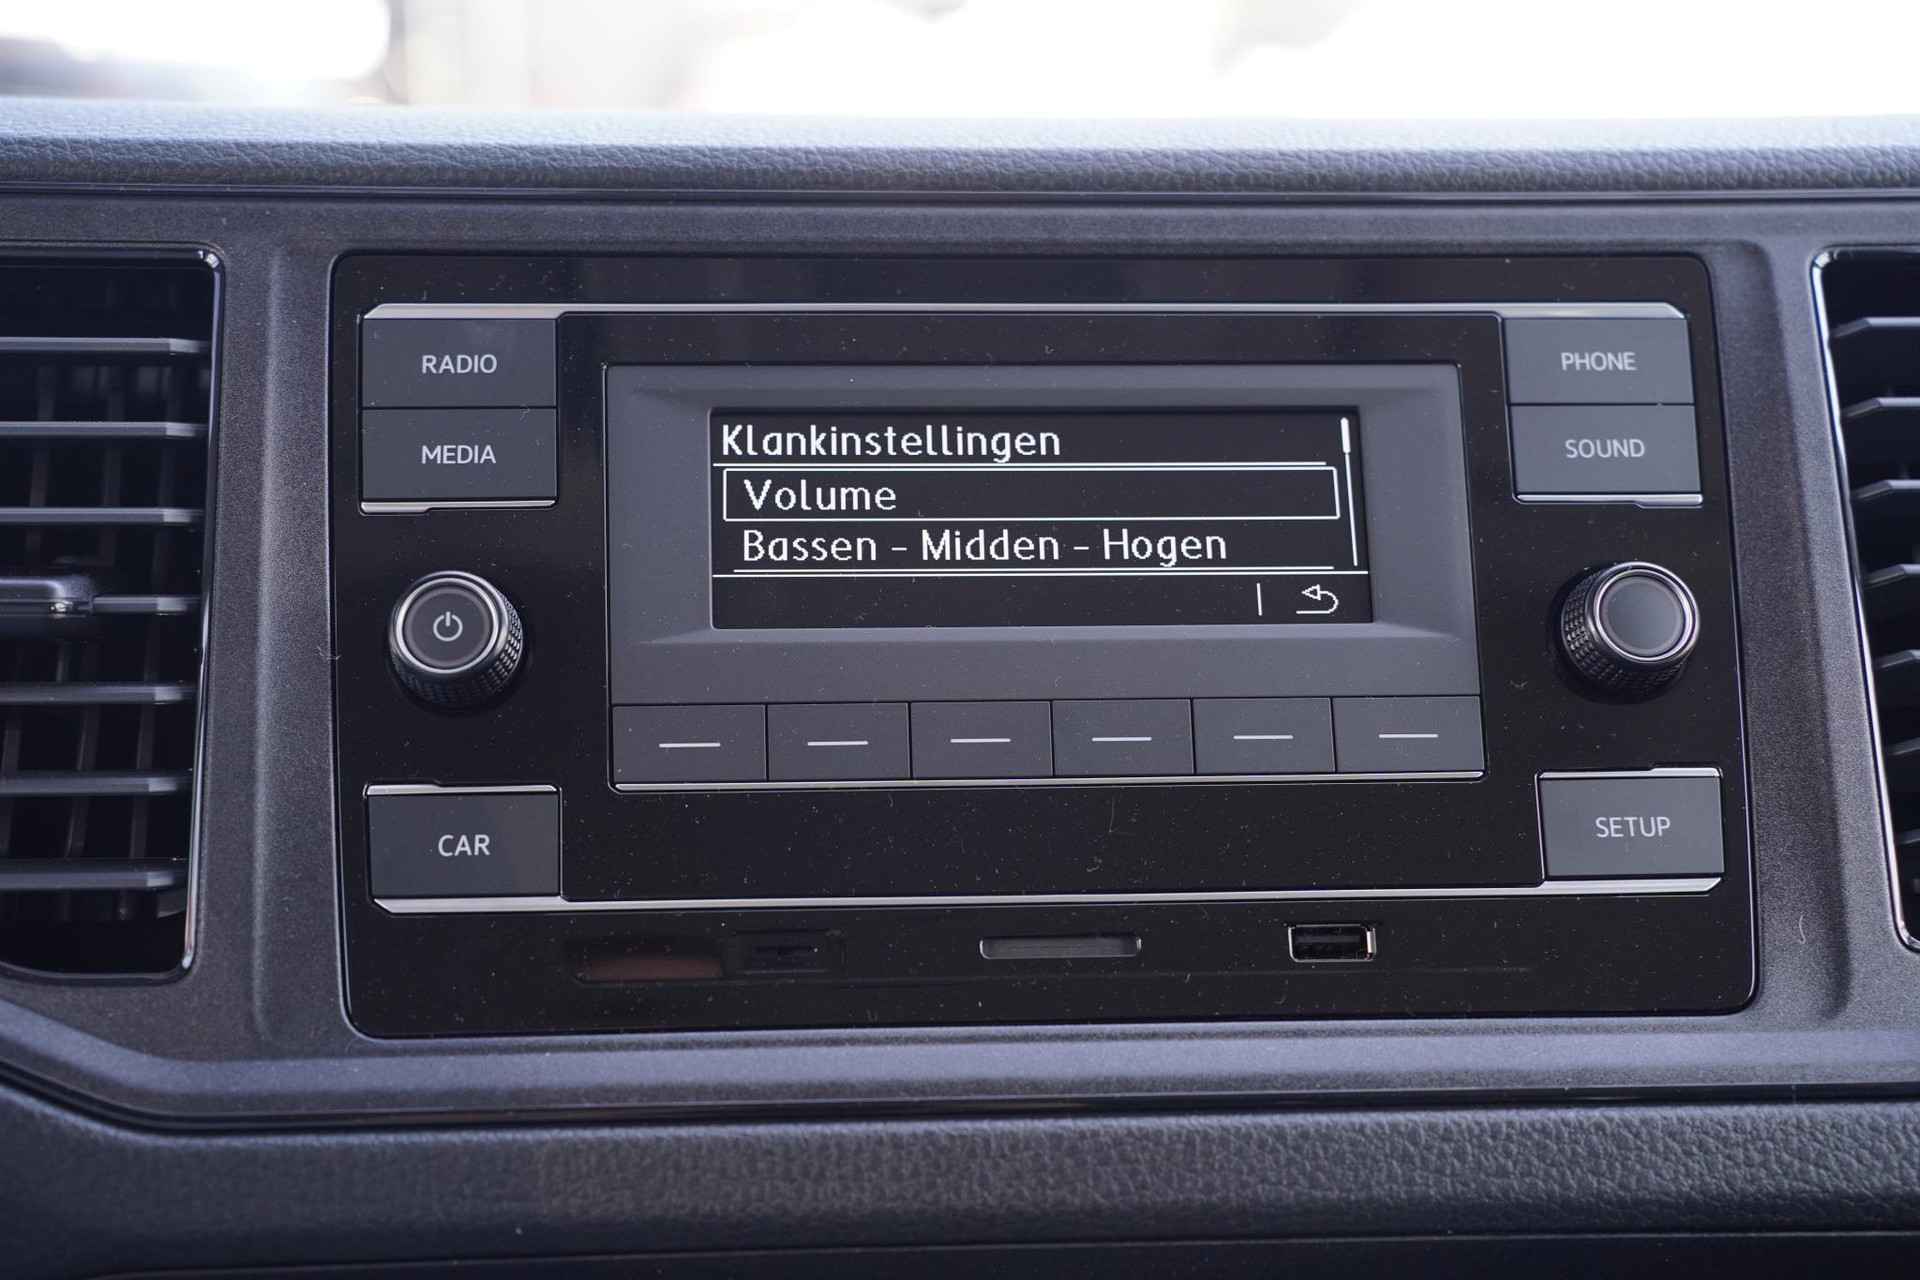 RADIO
MEDIA
PHONE
SOUND
Klankinstellingen
Volume
Bassen - Midden - Hogen
CAR
SETUP